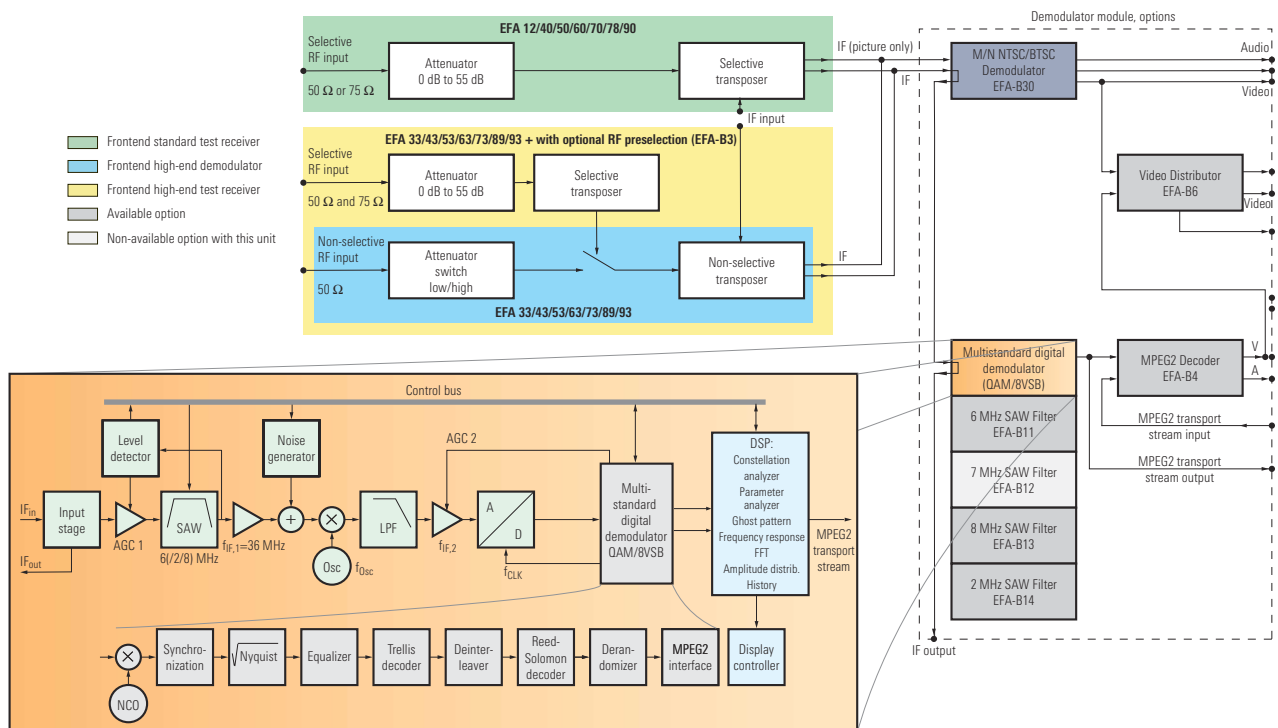 EFA 12/40/50/60/70/78/90
Selective
RF input
50 Ω or 75 Ω
Attenuator
0 dB to 55 dB
Selective
transposer
IF (picture only)
IF
IF input
Demodulator module, options
M/N NTSC/BTSC
Demodulator
EFA-B30
Audio
Video
Frontend standard test receiver
Frontend high-end demodulator
Frontend high-end test receiver
Available option
Non-available option with this unit
EFA 33/43/53/63/73/89/93 + with optional RF preselection (EFA-B3)
Selective
RF input
50 Ω and 75 Ω
Attenuator
0 dB to 55 dB
Selective
transposer
Non-selective
RF input
50 Ω
Attenuator
switch
low/high
Non-selective
transposer
IF
EFA 33/43/53/63/73/89/93
Video Distributor
EFA-B6
Video
Multistandard digital
demodulator
(QAM/8VSB)
MPEG2 Decoder
EFA-B4
V
A
MPEG2 transport
stream input
MPEG2 transport
stream output
6 MHz SAW Filter
EFA-B11
7 MHz SAW Filter
EFA-B12
8 MHz SAW Filter
EFA-B13
2 MHz SAW Filter
EFA-B14
IF output
Control bus
Level
detector
Noise
generator
AGC 2
IFin
IFout
Input
stage
AGC 1
SAW
6(/2/8) MHz
fIF,1=36 MHz
+
×
Osc
fOsc
LPF
fIF,2
A
D
fCLK
Multi-
standard
digital
demodulator
QAM/8VSB
DSP:
Constellation
analyzer
Parameter
analyzer
Ghost pattern
Frequency response
FFT
Amplitude distrib.
History
MPEG2
transport
stream
×
NCO
Synchro-
nization
√Nyquist
Equalizer
Trellis
decoder
Deinter-
leaver
Reed-
Solomon
decoder
Deran-
domizer
MPEG2
interface
Display
controller